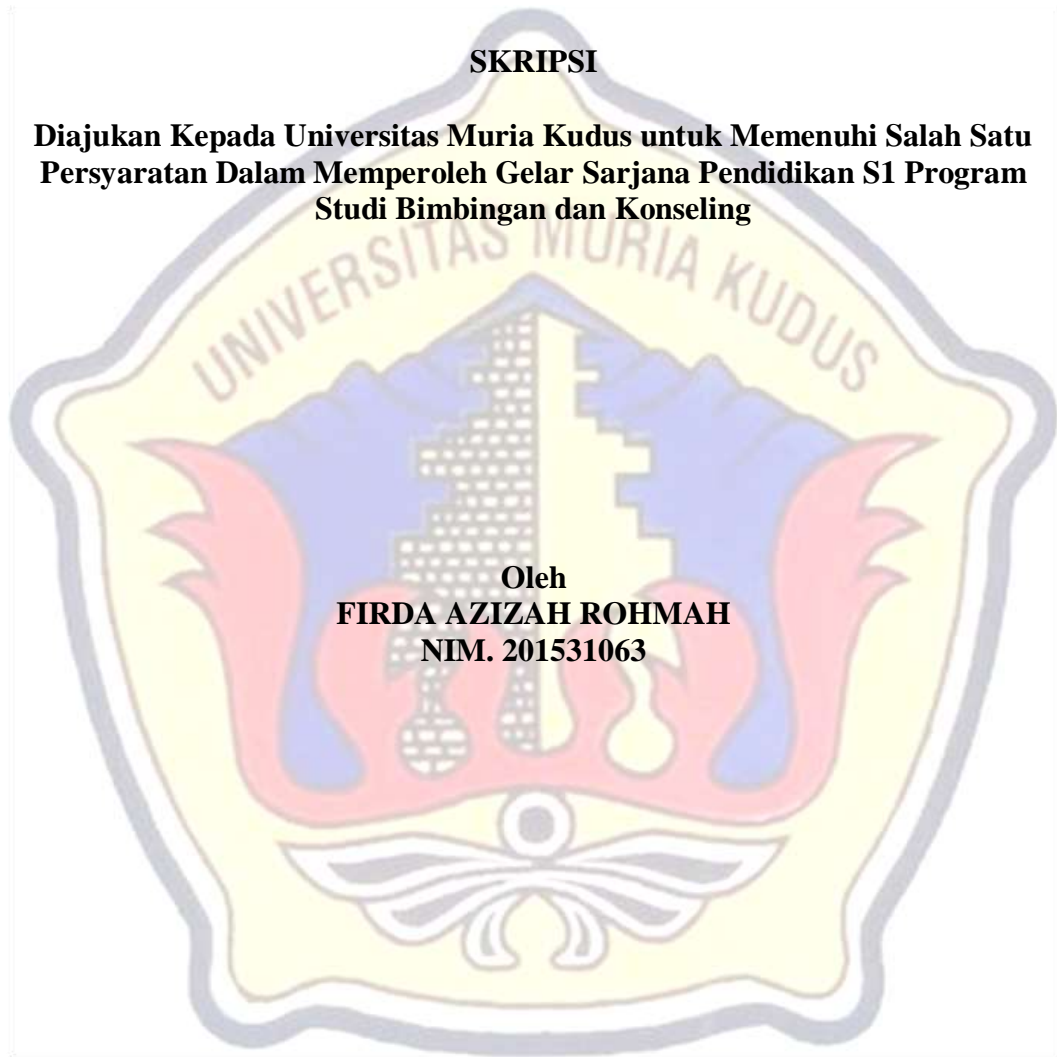 SKRIPSI
Diajukan Kepada Universitas Muria Kudus untuk Memenuhi Salah Satu
Persyaratan Dalam Memperoleh Gelar Sarjana Pendidikan S1 Program
Studi Bimbingan dan Konseling
UNIVERSITAS MURIA KUDUS
Oleh
FIRDA AZIZAH ROHMAH
NIM. 201531063